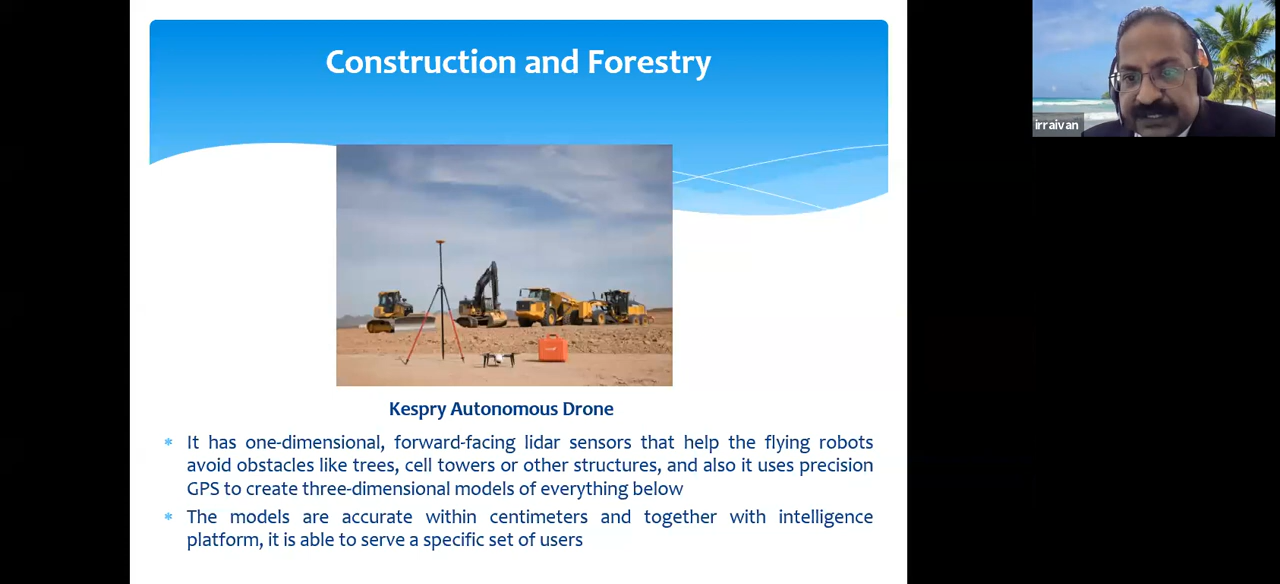 Construction and Forestry
irraivan
Kespry Autonomous Drone
* It has one-dimensional, forward-facing lidar sensors that help the flying robots
avoid obstacles like trees, cell towers or other structures, and also it uses precision
GPS to create three-dimensional models of everything below
* The models are accurate within centimeters and together with intelligence
platform, it is able to serve a specific set of users